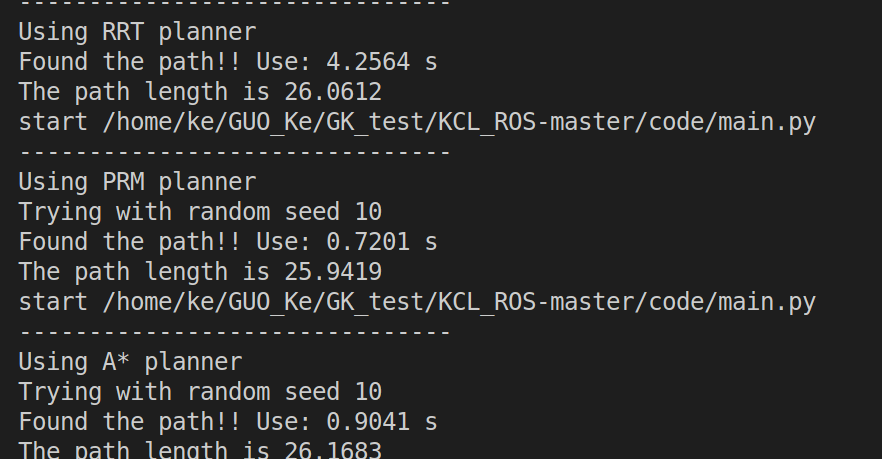 -------------------------------
Using RRT planner
Found the path!! Use: 4.2564 s
The path length is 26.0612
start /home/ke/GUO_Ke/GK_test/KCL_ROS-master/code/main.py
-------------------------------
Using PRM planner
Trying with random seed 10
Found the path!! Use: 0.7201 s
The path length is 25.9419
start /home/ke/GUO_Ke/GK_test/KCL_ROS-master/code/main.py
-------------------------------
Using A* planner
Trying with random seed 10
Found the path!! Use: 0.9041 s
The path length is 26.1683